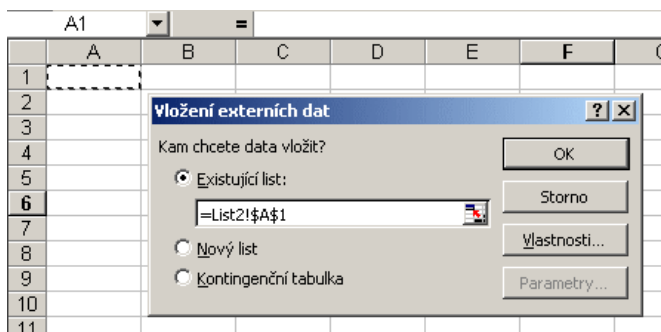 A1 =
A B C D E F
1
2
Vložení externích dat
3
Kam chcete data vložit?
OK
4
5
Existující list:
Storno
6
=List2!$A$1
7
Vlastnosti...
8
Nový list
9
Kontingenční tabulka
Parametry...
10
11